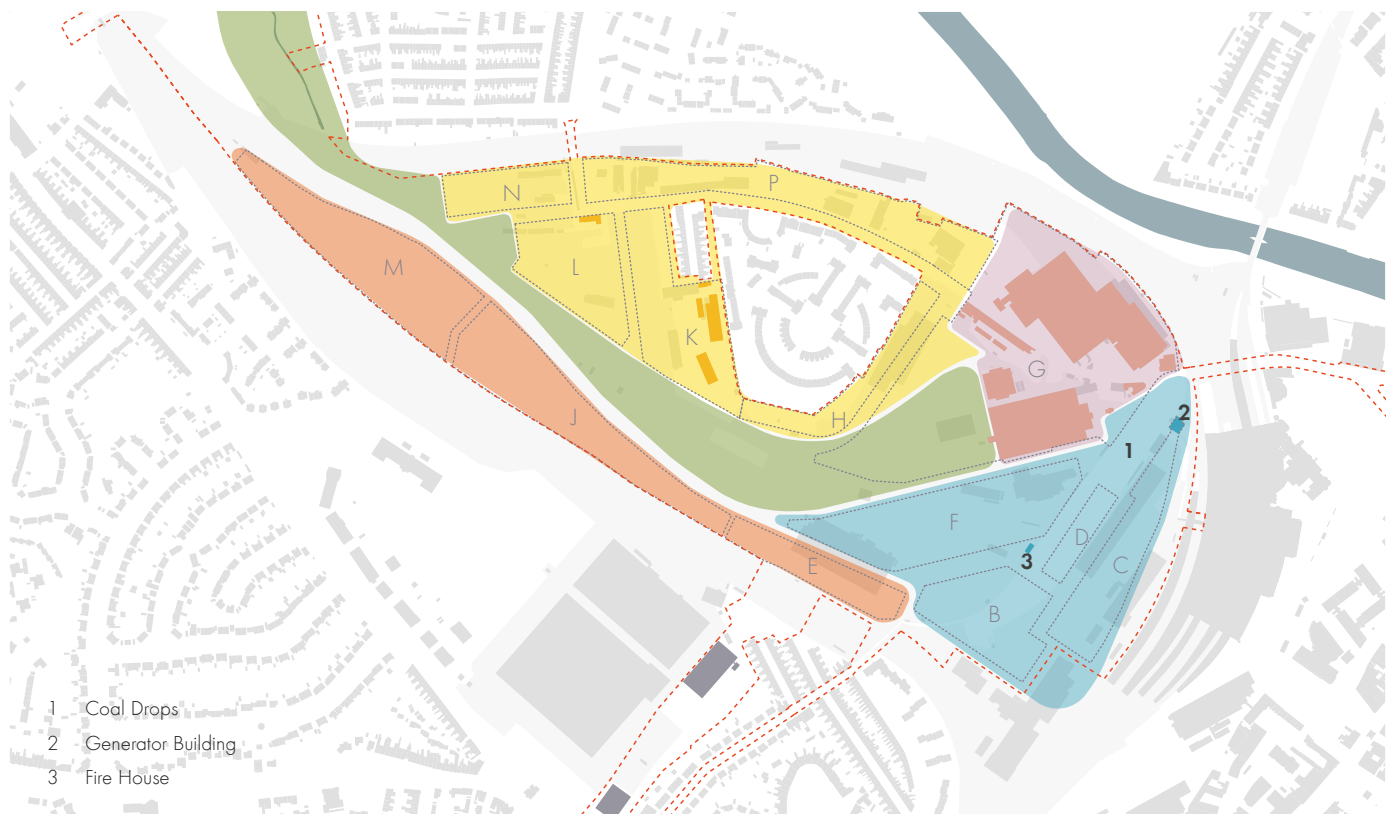 N
P
M
L
K
G
J
H
2
1
F
D
3
C
E
B
1 Coal Drops
2 Generator Building
3 Fire House